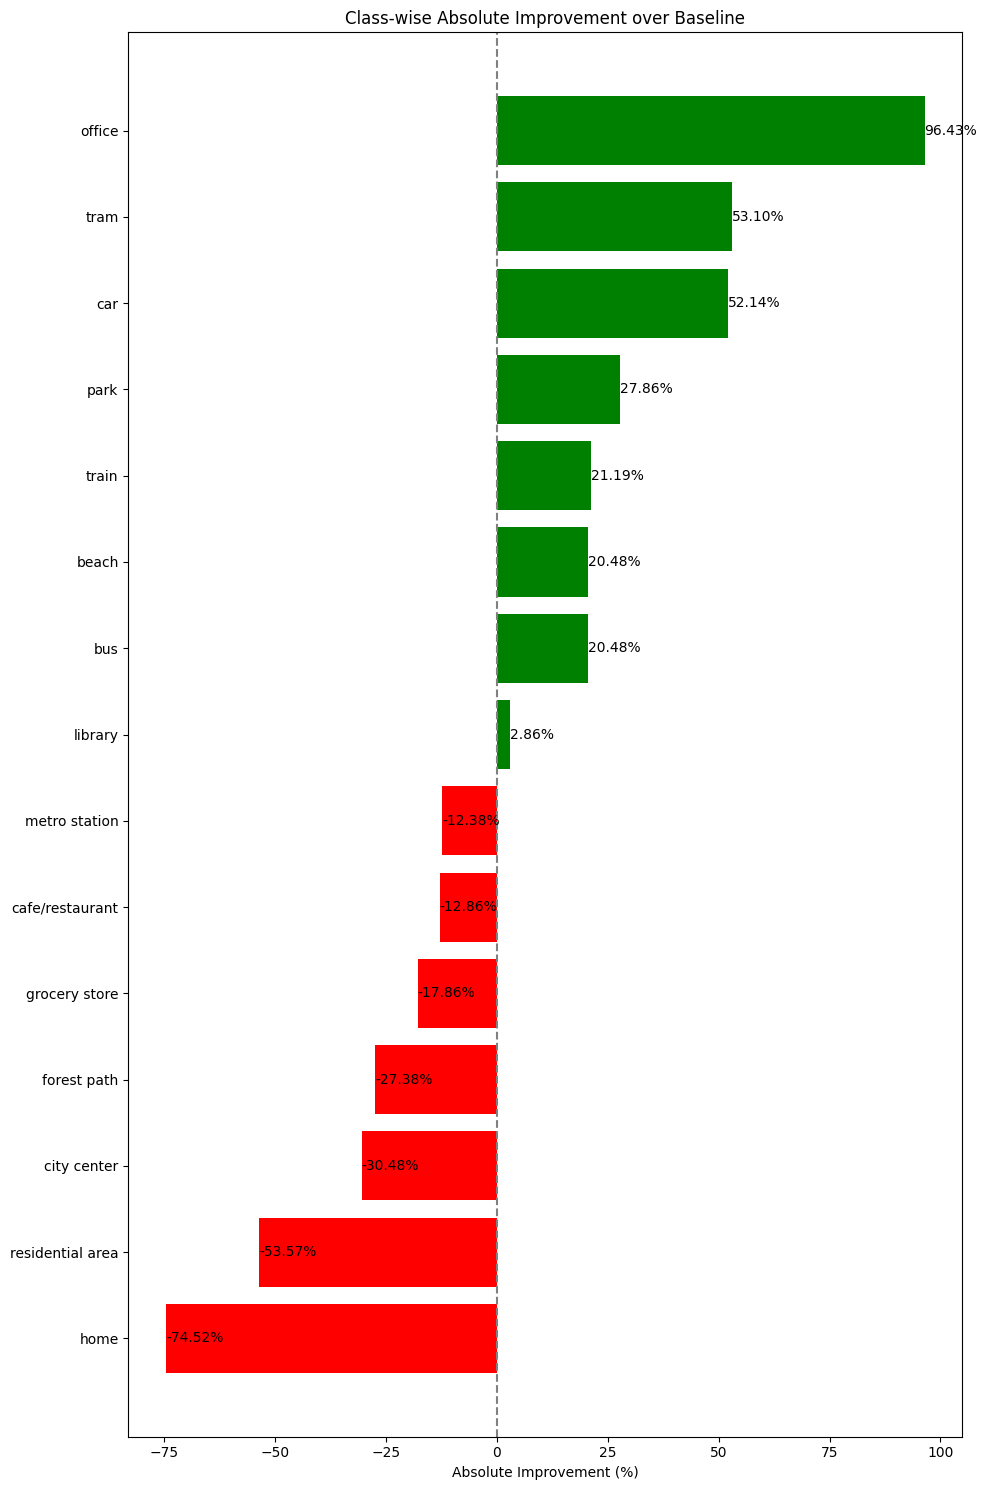 Class-wise Absolute Improvement over Baseline
office
96.43%
tram
53.10%
car
52.14%
park
27.86%
train
21.19%
beach
20.48%
bus
20.48%
library
2.86%
metro station
-12.38%
cafe/restaurant
-12.86%
grocery store
-17.86%
forest path
-27.38%
city center
-30.48%
residential area
-53.57%
home
-74.52%
−75 −50 −25 0 25 50 75 100
Absolute Improvement (%)